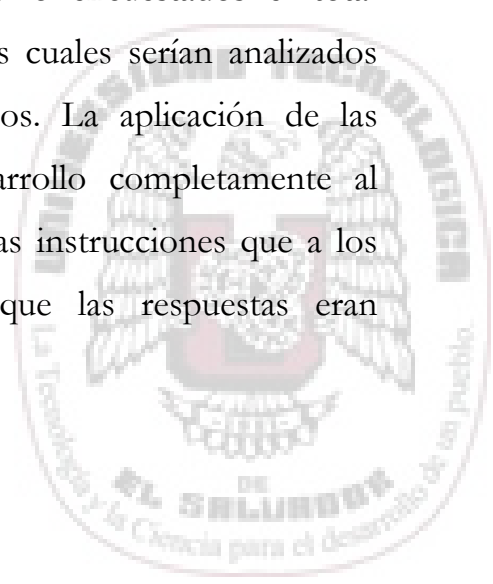 s cuales serían analizados
os. La aplicación de las
arrollo completamente al
as instrucciones que a los
que las respuestas eran
UNIVERSIDAD TECNOLOGICA
DE
EL SALVADOR
La Tecnología y la Ciencia para el desarrollo de un pueblo.